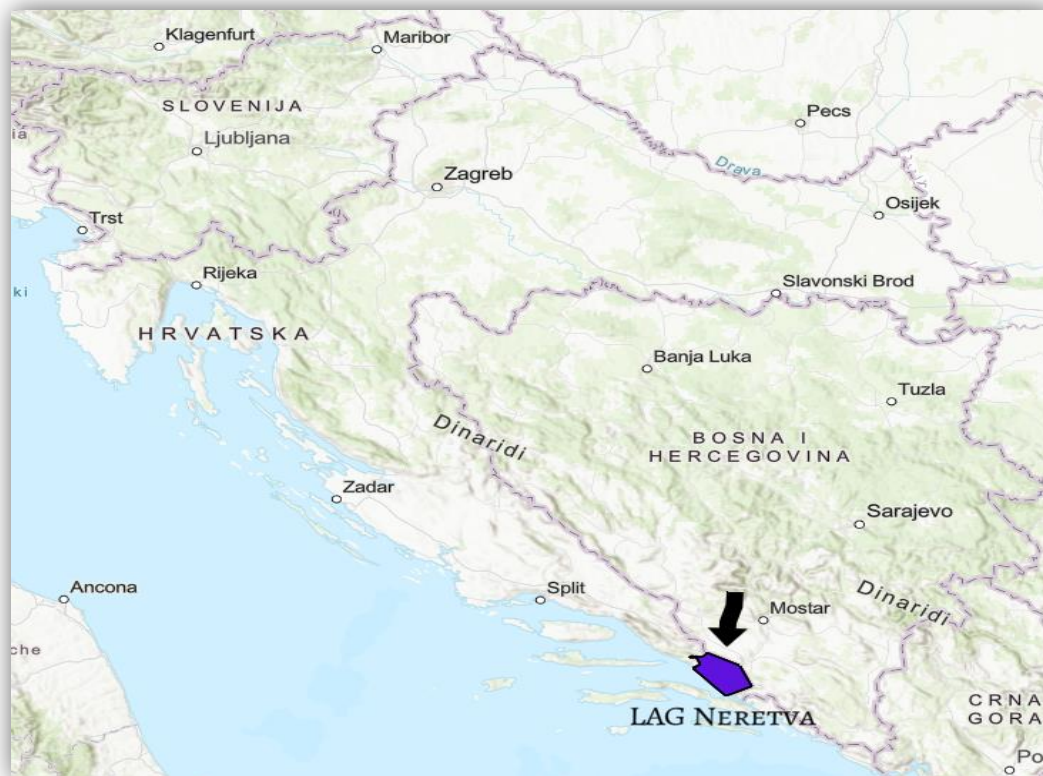 Klagenfurt
Maribor
SLOVENIJA
Ljubljana
Pecs
Zagreb
Drava
Osijek
Trst
Rijeka
ki
HRVATSKA
Slavonski Brod
Banja Luka
Tuzla
Dinaridi
BOSNA I
HERCEGOVINA
Zadar
Sarajevo
Ancona
Split
Dinaridi
Mostar
che
LAG NERETVA
CRNA
GORA
Po